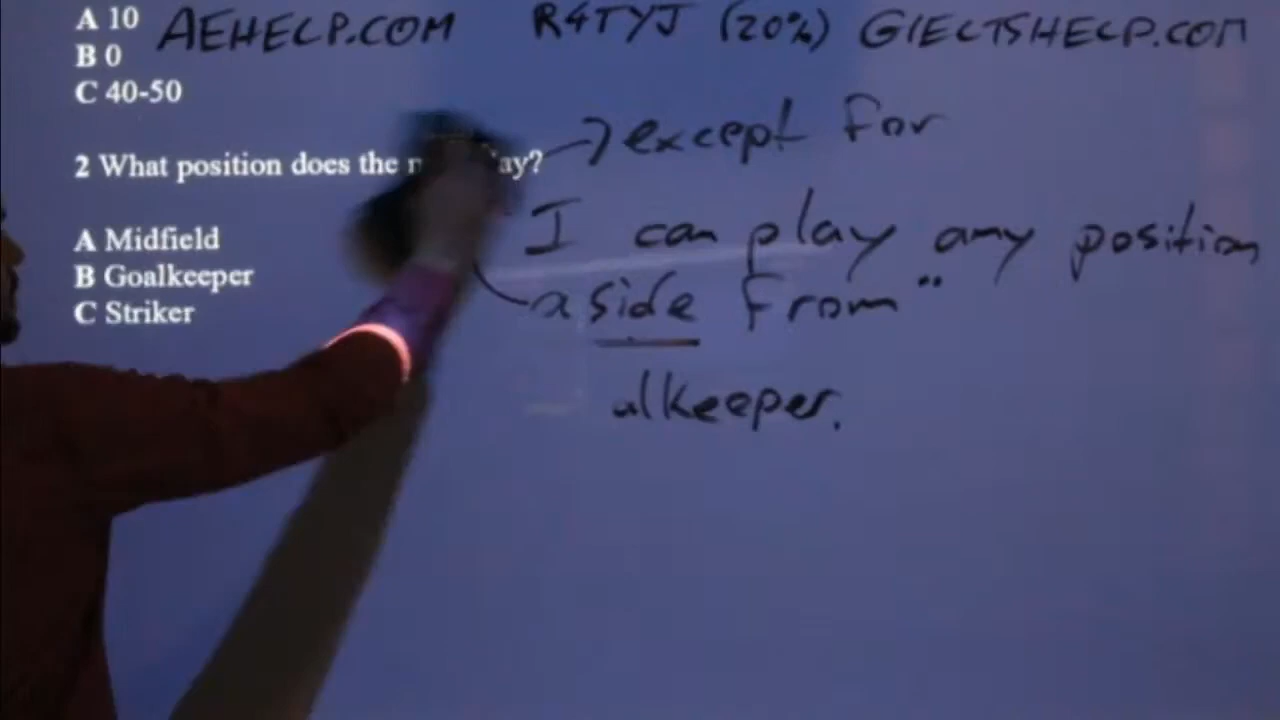 A 10
AEHELP.COM R4TYJ (20%) GIELTSHELP.COM
B 0
C 40-50
except for
2 What position does the ay?
I can play any position
A Midfield
B Goalkeeper
aside from"
C Striker
alkeeper.